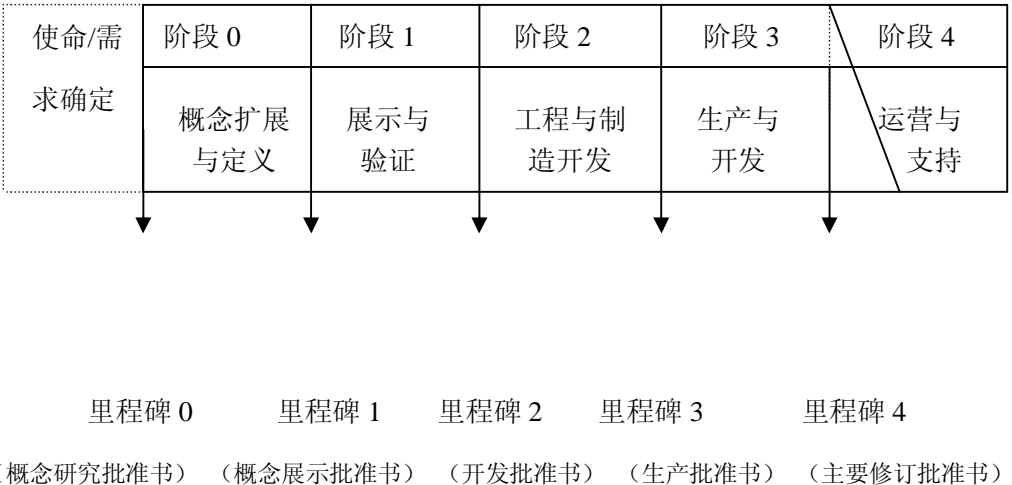 使命/需
求确定
阶段 0
阶段 1
阶段 2
阶段 3
阶段 4
概念扩展
与定义
展示与
验证
工程与制
造开发
生产与
开发
运营与
支持
里程碑 0
里程碑 1
里程碑 2
里程碑 3
里程碑 4
（概念研究批准书）
（概念展示批准书）
（开发批准书）
（生产批准书）
（主要修订批准书）